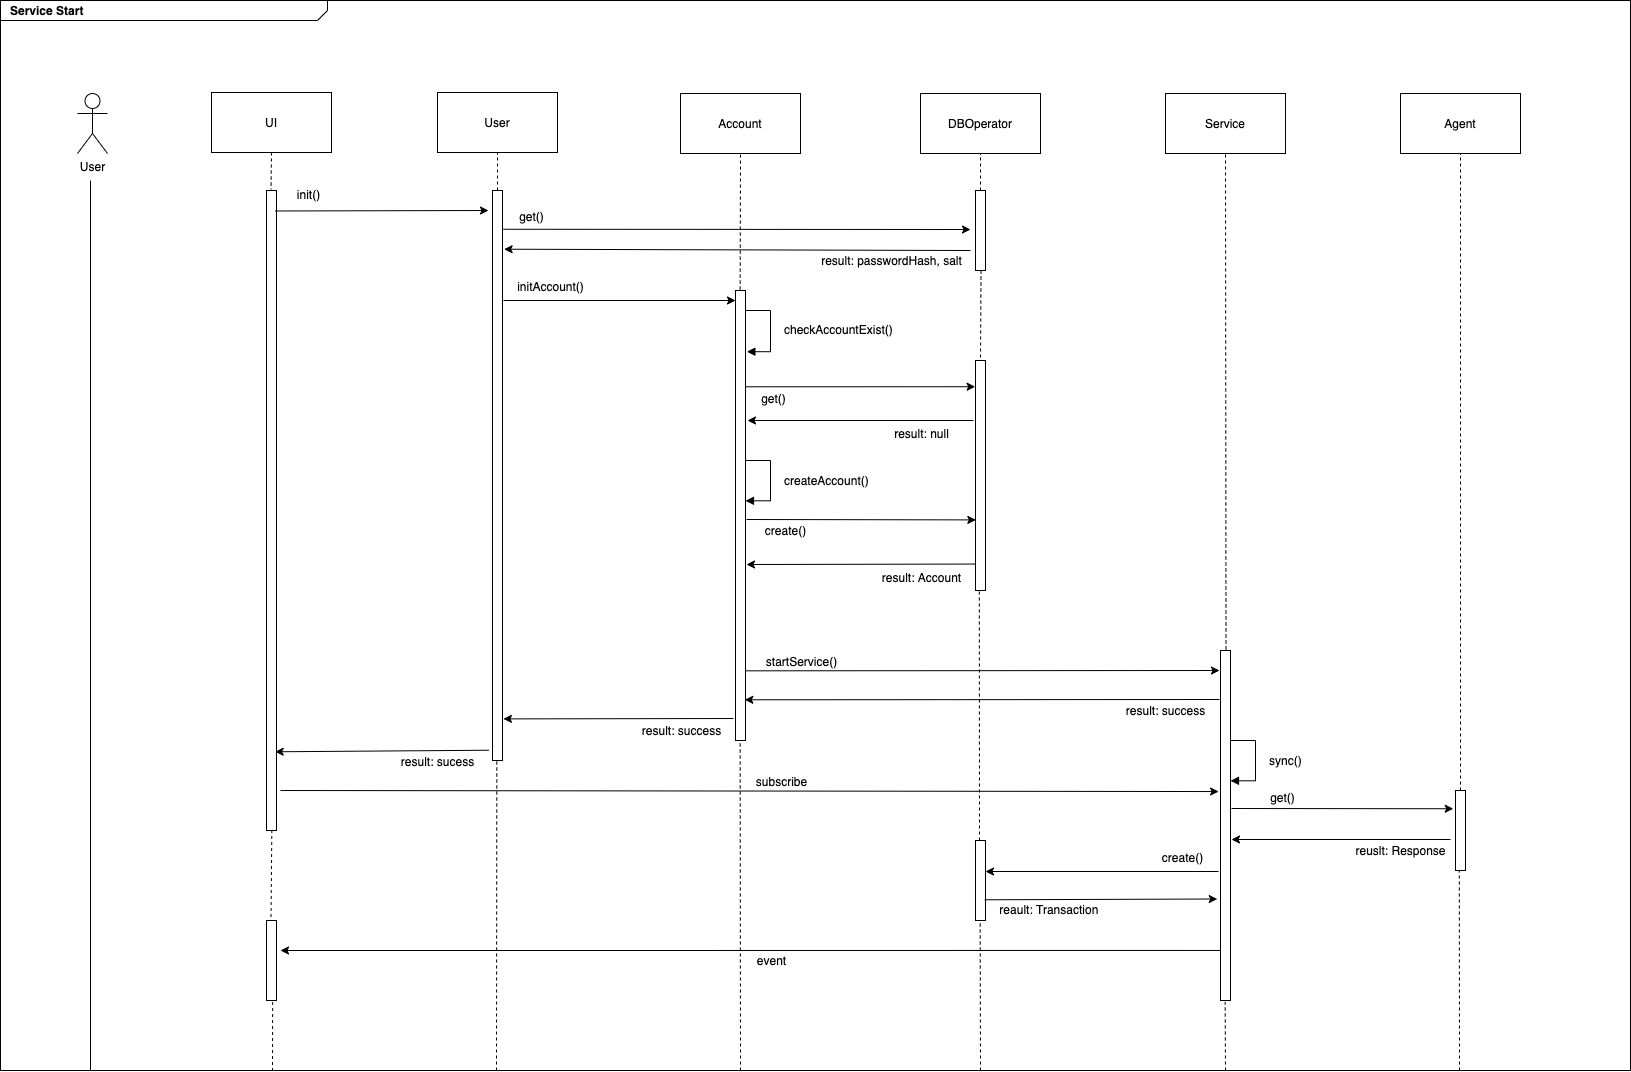 Service Start
User
UI
User
Account
DBOperator
Service
Agent
init()
get()
result: passwordHash, salt
initAccount()
checkAccountExist()
get()
result: null
createAccount()
create()
result: Account
startService()
result: success
result: success
result: sucess
sync()
subscribe
get()
reuslt: Response
create()
reault: Transaction
event